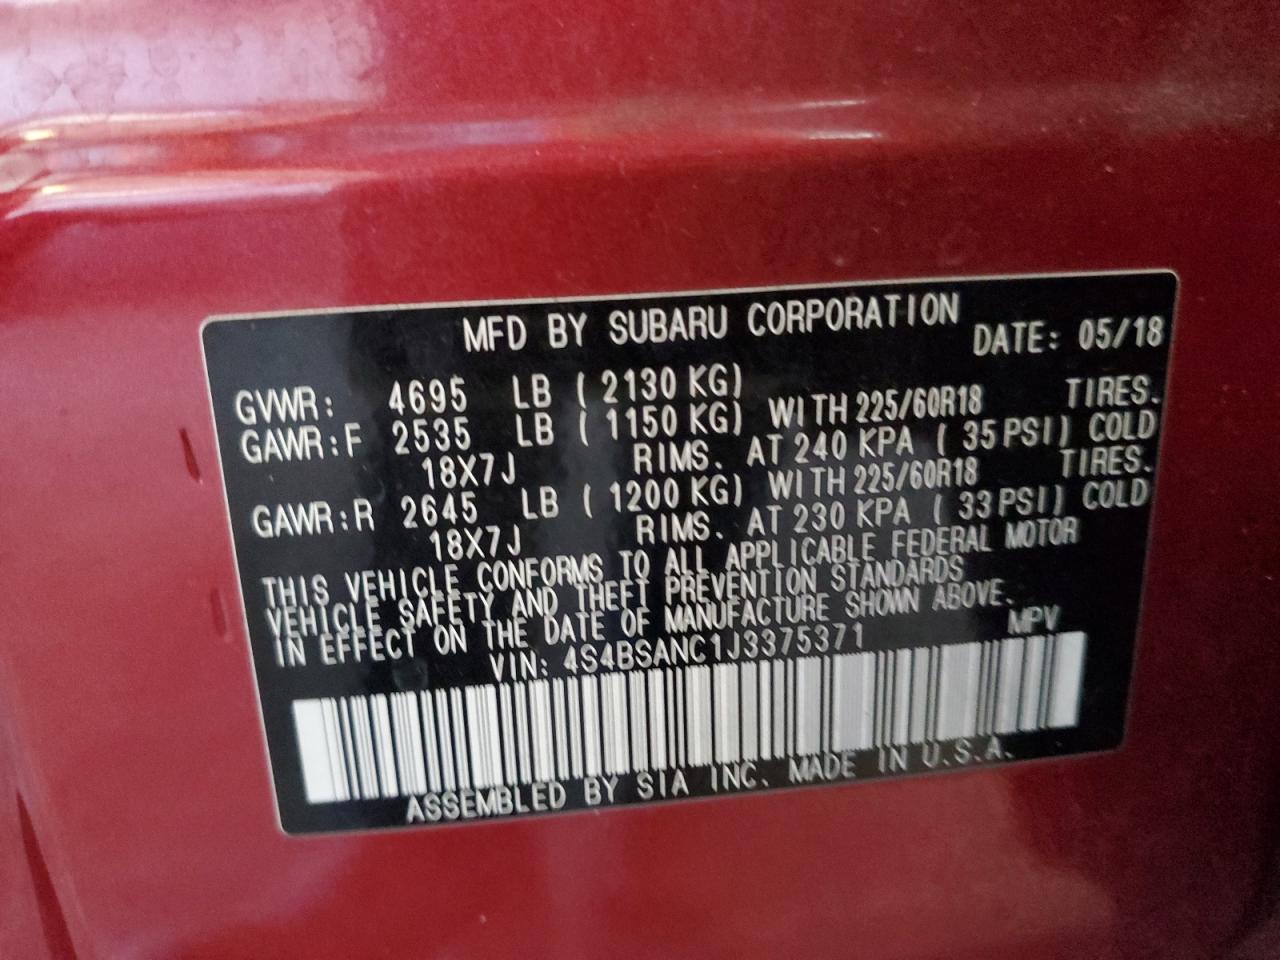 MFD BY SUBARU CORPORATION DATE: 05/18
GVWR: 4695 LB ( 2130 KG)
GAWR:F 2535 LB ( 1150 KG) WITH 225/60R18 TIRES.
18X7J RIMS. AT 240 KPA ( 35 PSI) COLD
GAWR:R 2645 LB ( 1200 KG) WITH 225/60R18 TIRES.
18X7J RIMS. AT 230 KPA ( 33 PSI) COLD
THIS VEHICLE CONFORMS TO ALL APPLICABLE FEDERAL MOTOR
VEHICLE SAFETY AND THEFT PREVENTION STANDARDS
IN EFFECT ON THE DATE OF MANUFACTURE SHOWN ABOVE.
VIN: 4S4BSANC1J3375371 MPV
ASSEMBLED BY SIA INC. MADE IN U.S.A.